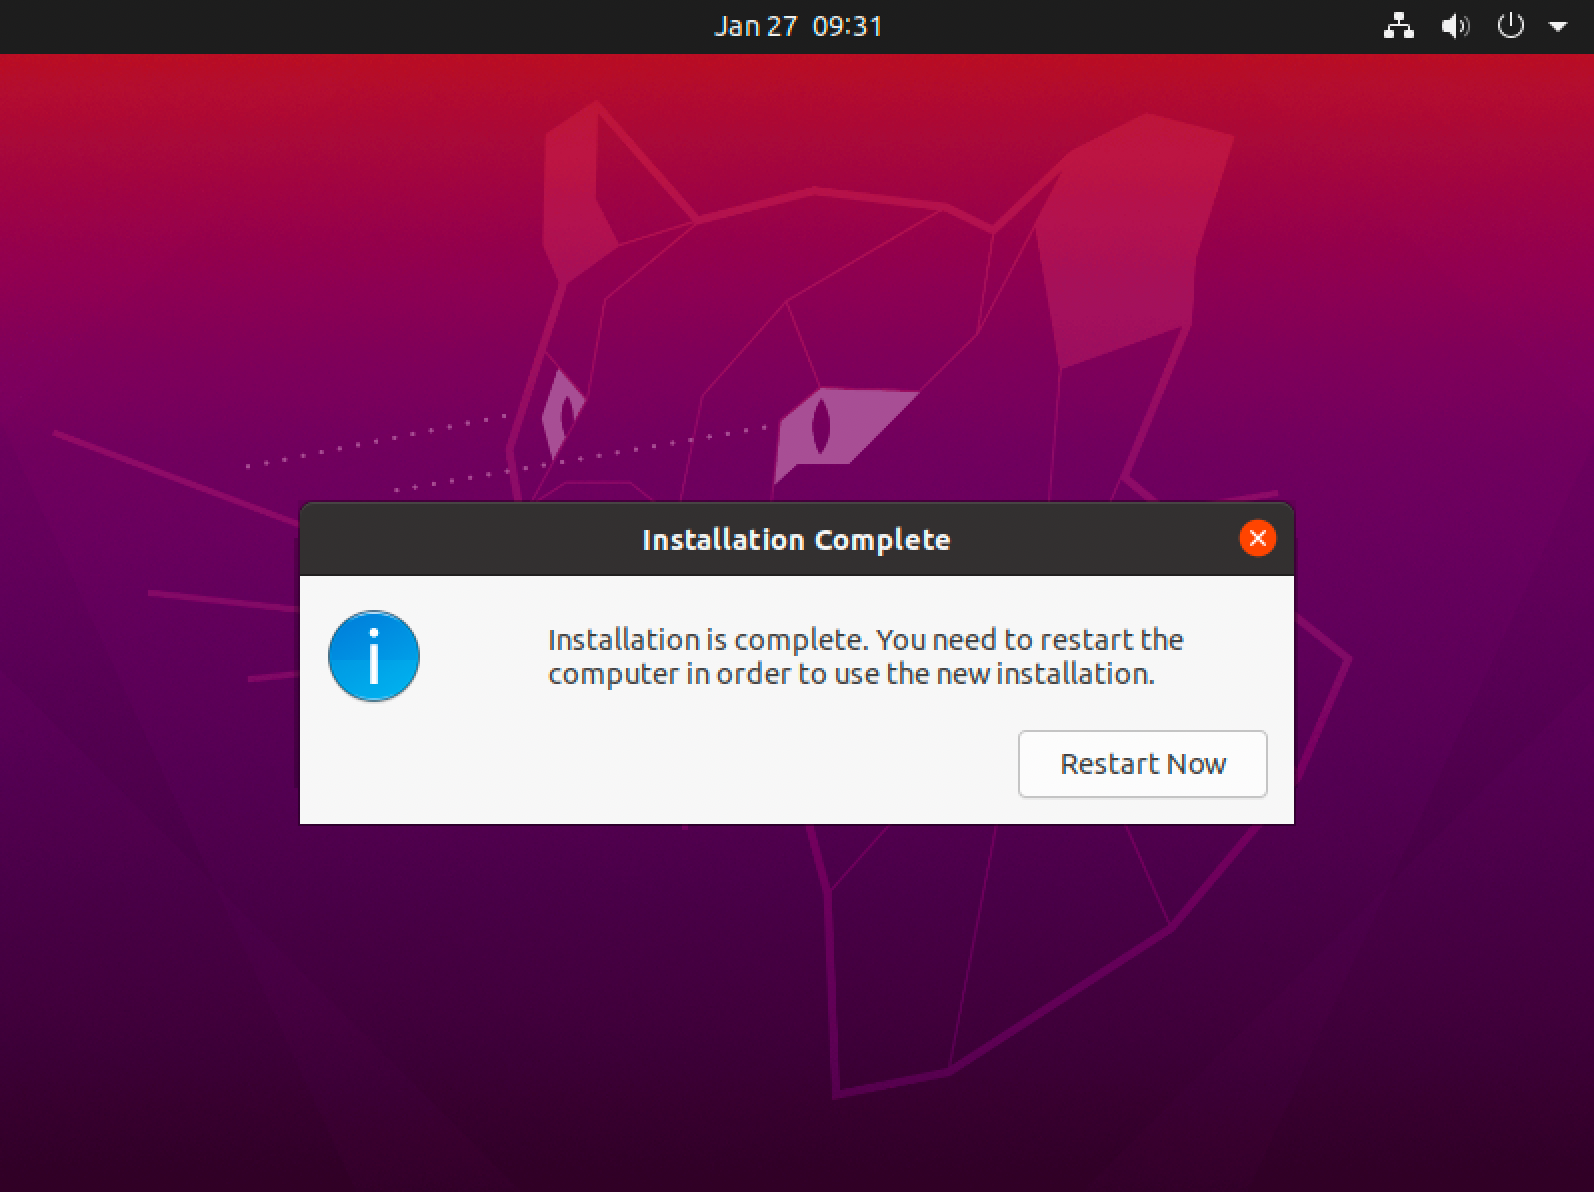 Jan 27 09:31
Installation Complete
Installation is complete. You need to restart the
computer in order to use the new installation.
Restart Now